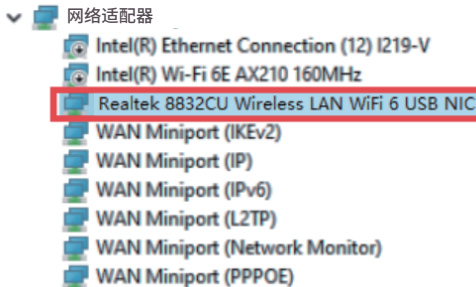 网络适配器
Intel(R) Ethernet Connection (12) I219-V
Intel(R) Wi-Fi 6E AX210 160MHz
Realtek 8832CU Wireless LAN WiFi 6 USB NIC
WAN Miniport (IKEv2)
WAN Miniport (IP)
WAN Miniport (IPv6)
WAN Miniport (L2TP)
WAN Miniport (Network Monitor)
WAN Miniport (PPPOE)